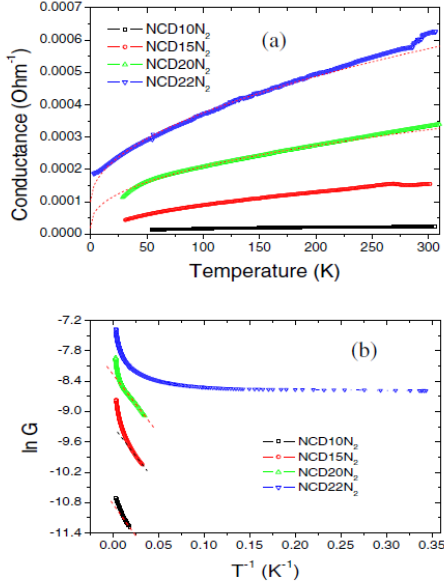 0.0007
0.0006
0.0005
0.0004
0.0003
0.0002
0.0001
0.0000
Conductance (Ohm⁻¹)
NCD10N₂
NCD15N₂
NCD20N₂
NCD22N₂
(a)
0 50 100 150 200 250 300
Temperature (K)
-7.2
-7.8
-8.4
-9.0
-9.6
-10.2
-10.8
-11.4
ln G
(b)
NCD10N₂
NCD15N₂
NCD20N₂
NCD22N₂
0.00 0.05 0.10 0.15 0.20 0.25 0.30 0.35
T⁻¹ (K⁻¹)